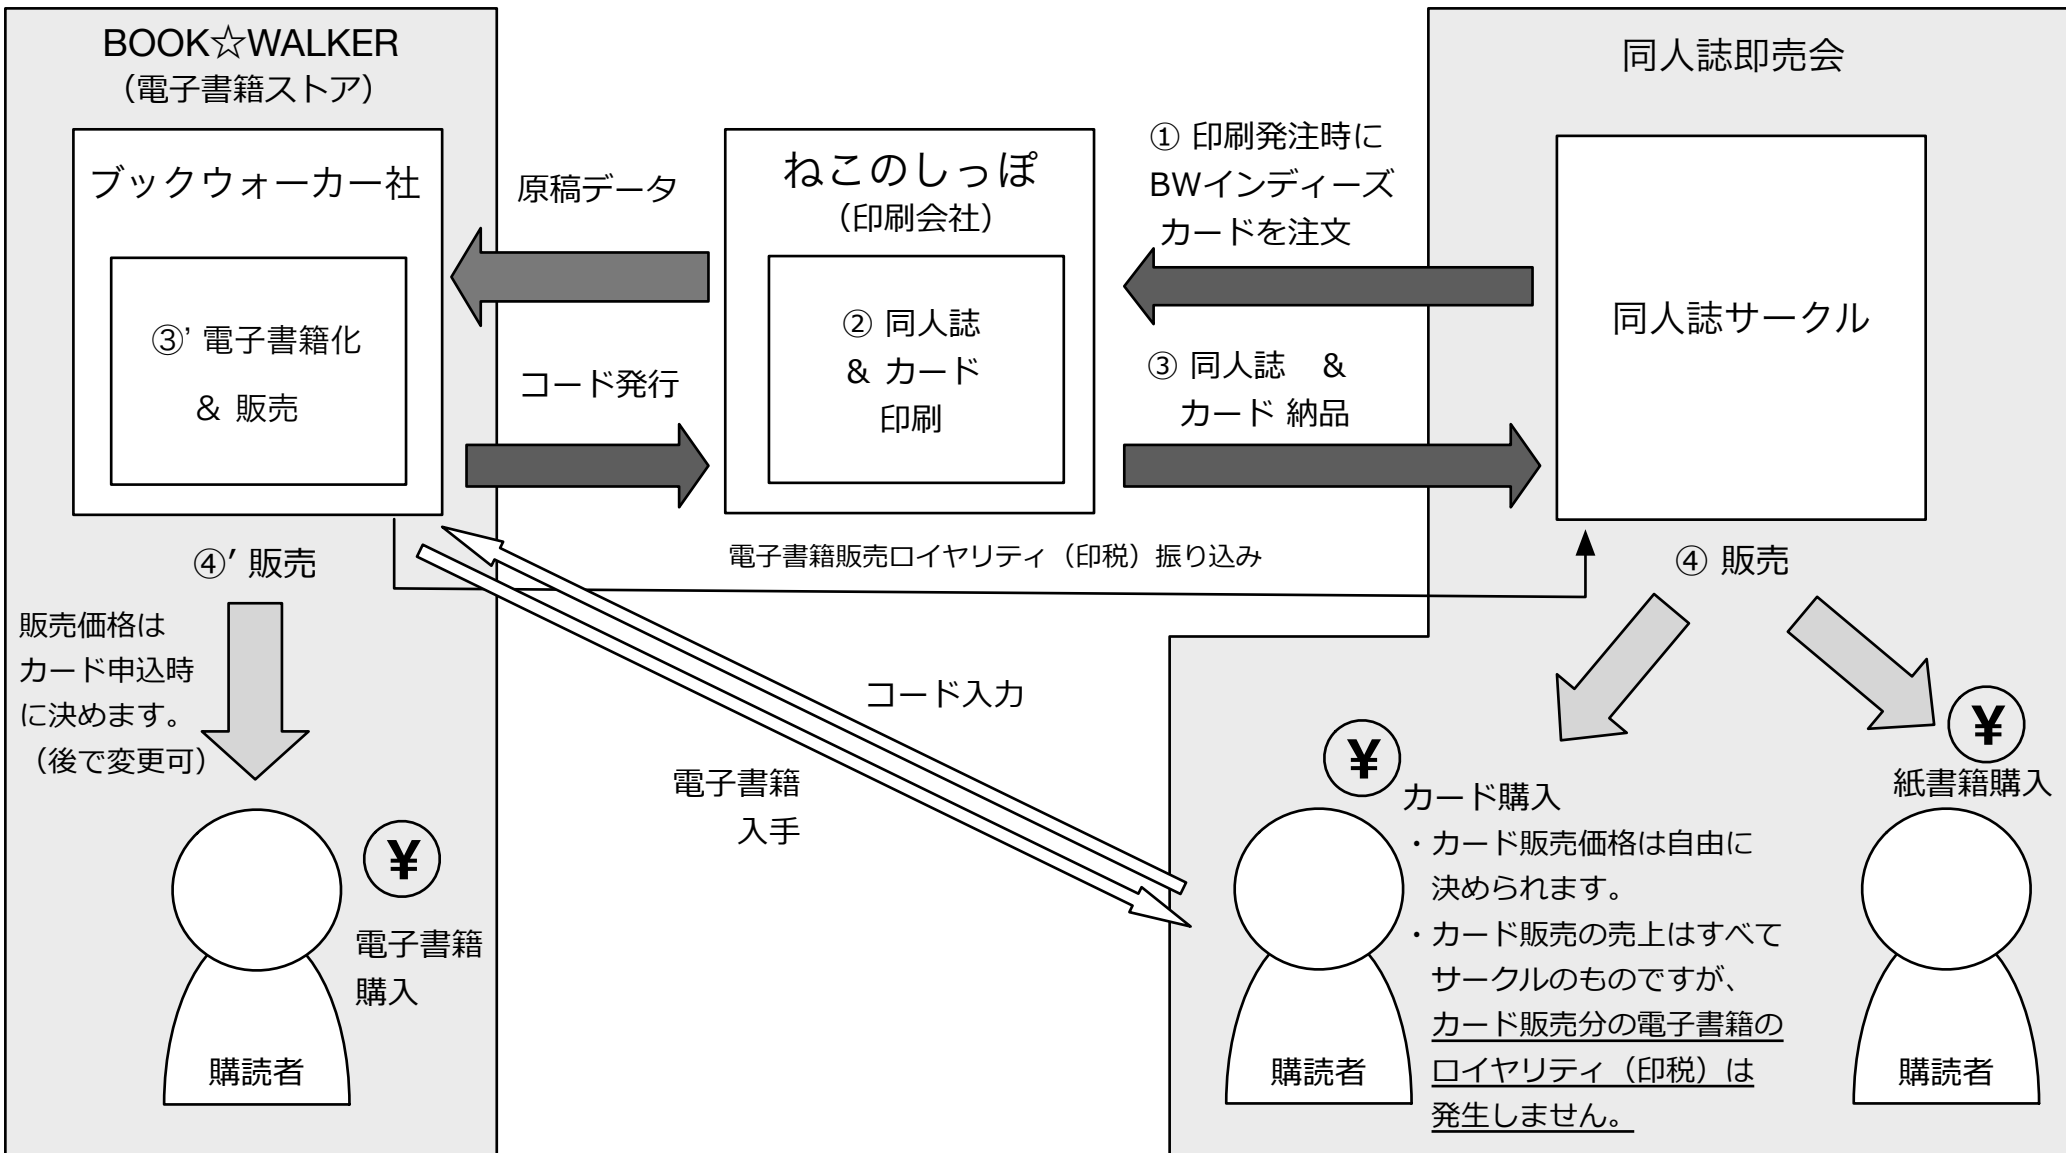 BOOK☆WALKER
（電子書籍ストア）
ブックウォーカー社
③’ 電子書籍化
& 販売
原稿データ
コード発行
ねこのしっぽ
（印刷会社）
② 同人誌
& カード
印刷
① 印刷発注時に
BWインディーズ
カードを注文
③ 同人誌　&
カード 納品
同人誌即売会
同人誌サークル
電子書籍販売ロイヤリティ（印税）振り込み
④’ 販売
販売価格は
カード申込時
に決めます。
（後で変更可）
¥
電子書籍
購入
購読者
コード入力
電子書籍
入手
④ 販売
¥
カード購入
・カード販売価格は自由に
決められます。
・カード販売の売上はすべて
サークルのものですが、
カード販売分の電子書籍の
ロイヤリティ（印税）は
発生しません。
購読者
¥
紙書籍購入
購読者